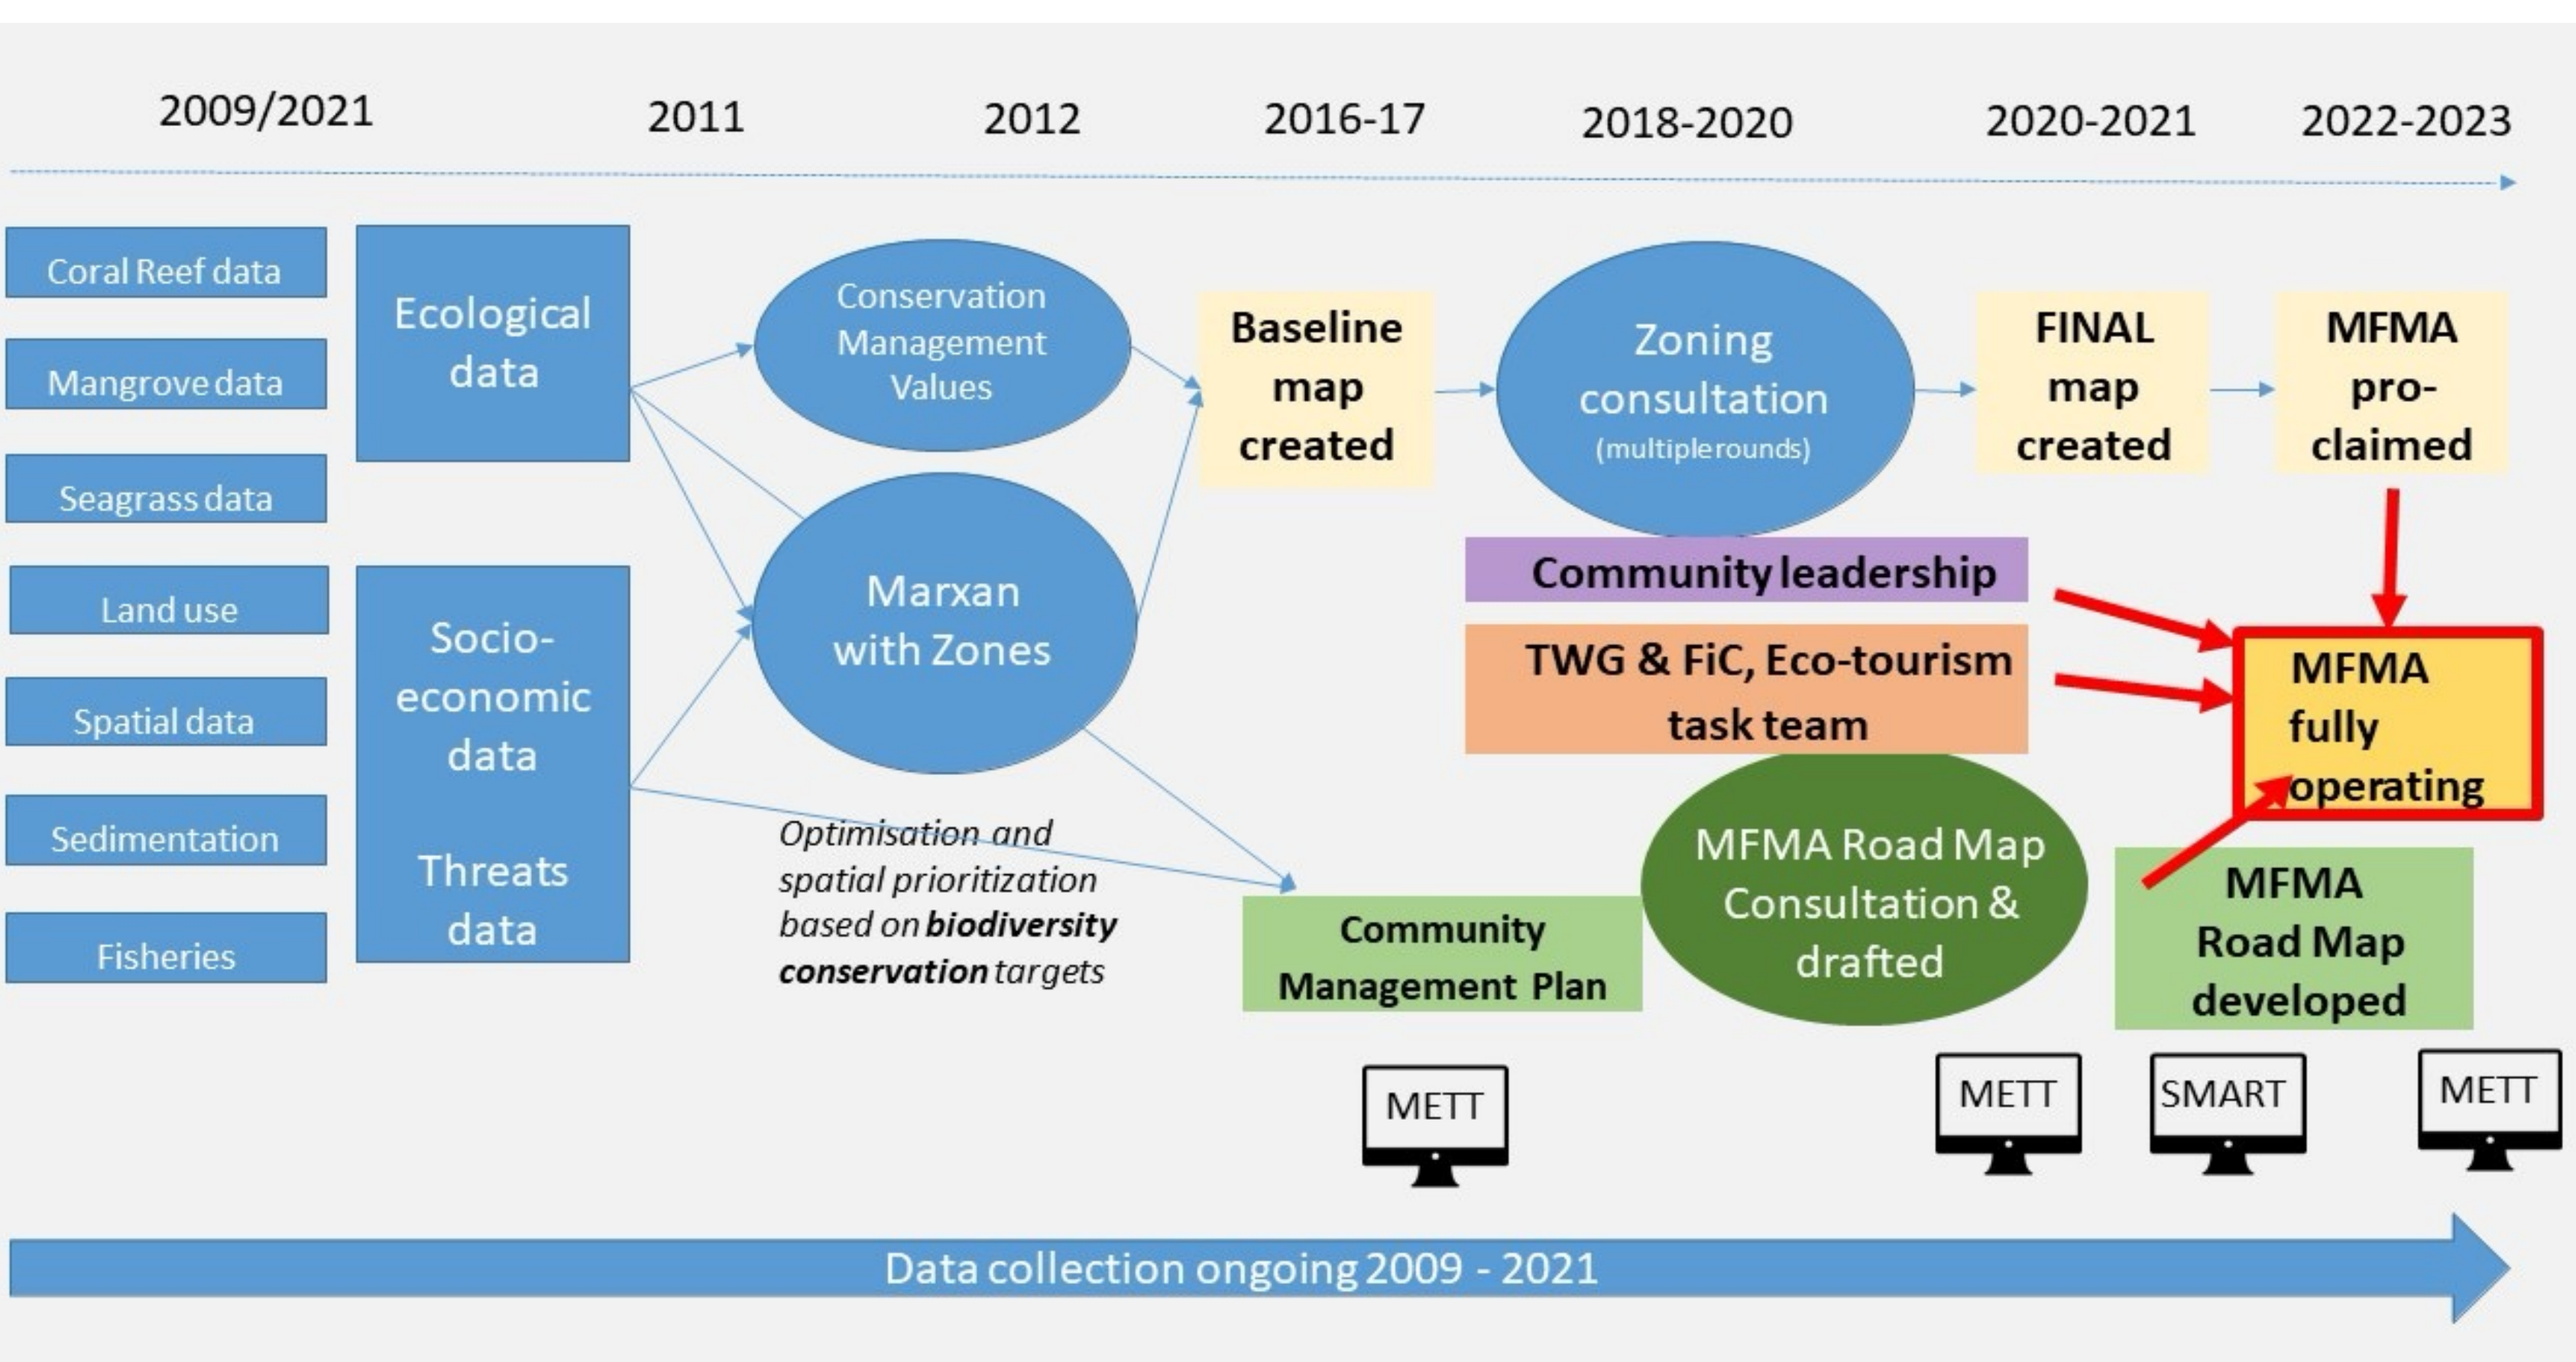 2009/2021
2011
2012
2016-17
2018-2020
2020-2021
2022-2023
Coral Reef data
Mangrove data
Seagrass data
Land use
Spatial data
Sedimentation
Fisheries
Ecological
data
Socio-
economic
data
Threats
data
Conservation
Management
Values
Marxan
with Zones
Optimisation and
spatial prioritization
based on biodiversity
conservation targets
Baseline
map
created
Zoning
consultation
(multiple rounds)
FINAL
map
created
MFMA
pro-
claimed
Community leadership
TWG & FiC, Eco-tourism
task team
MFMA
fully
operating
Community
Management Plan
MFMA Road Map
Consultation &
drafted
MFMA
Road Map
developed
METT
METT
SMART
METT
Data collection ongoing 2009 - 2021